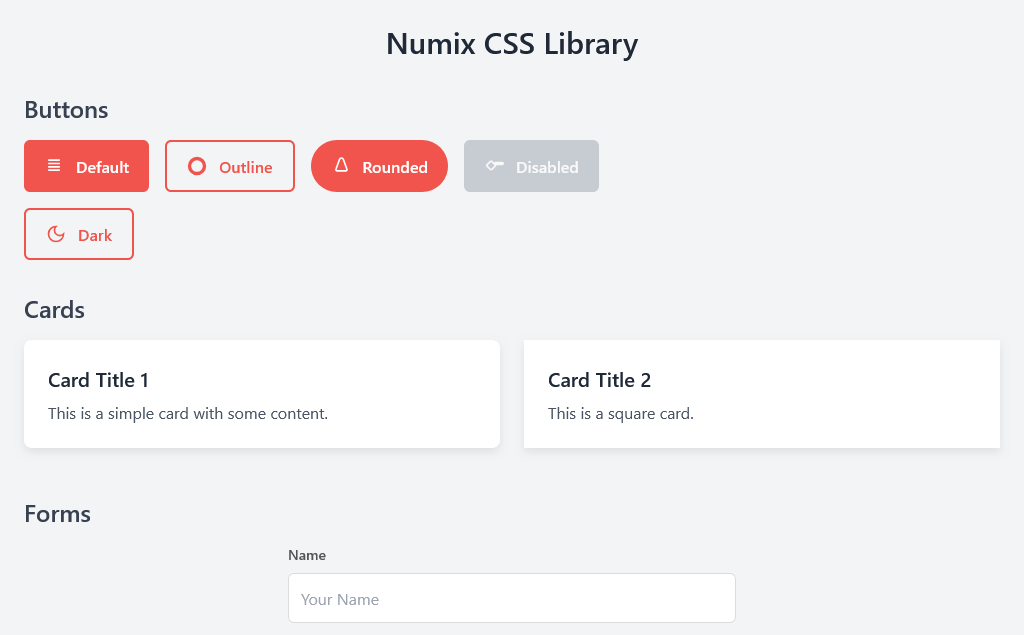 Numix CSS Library
Buttons
Default
Outline
Rounded
Disabled
Dark
Cards
Card Title 1
This is a simple card with some content.
Card Title 2
This is a square card.
Forms
Name
Your Name